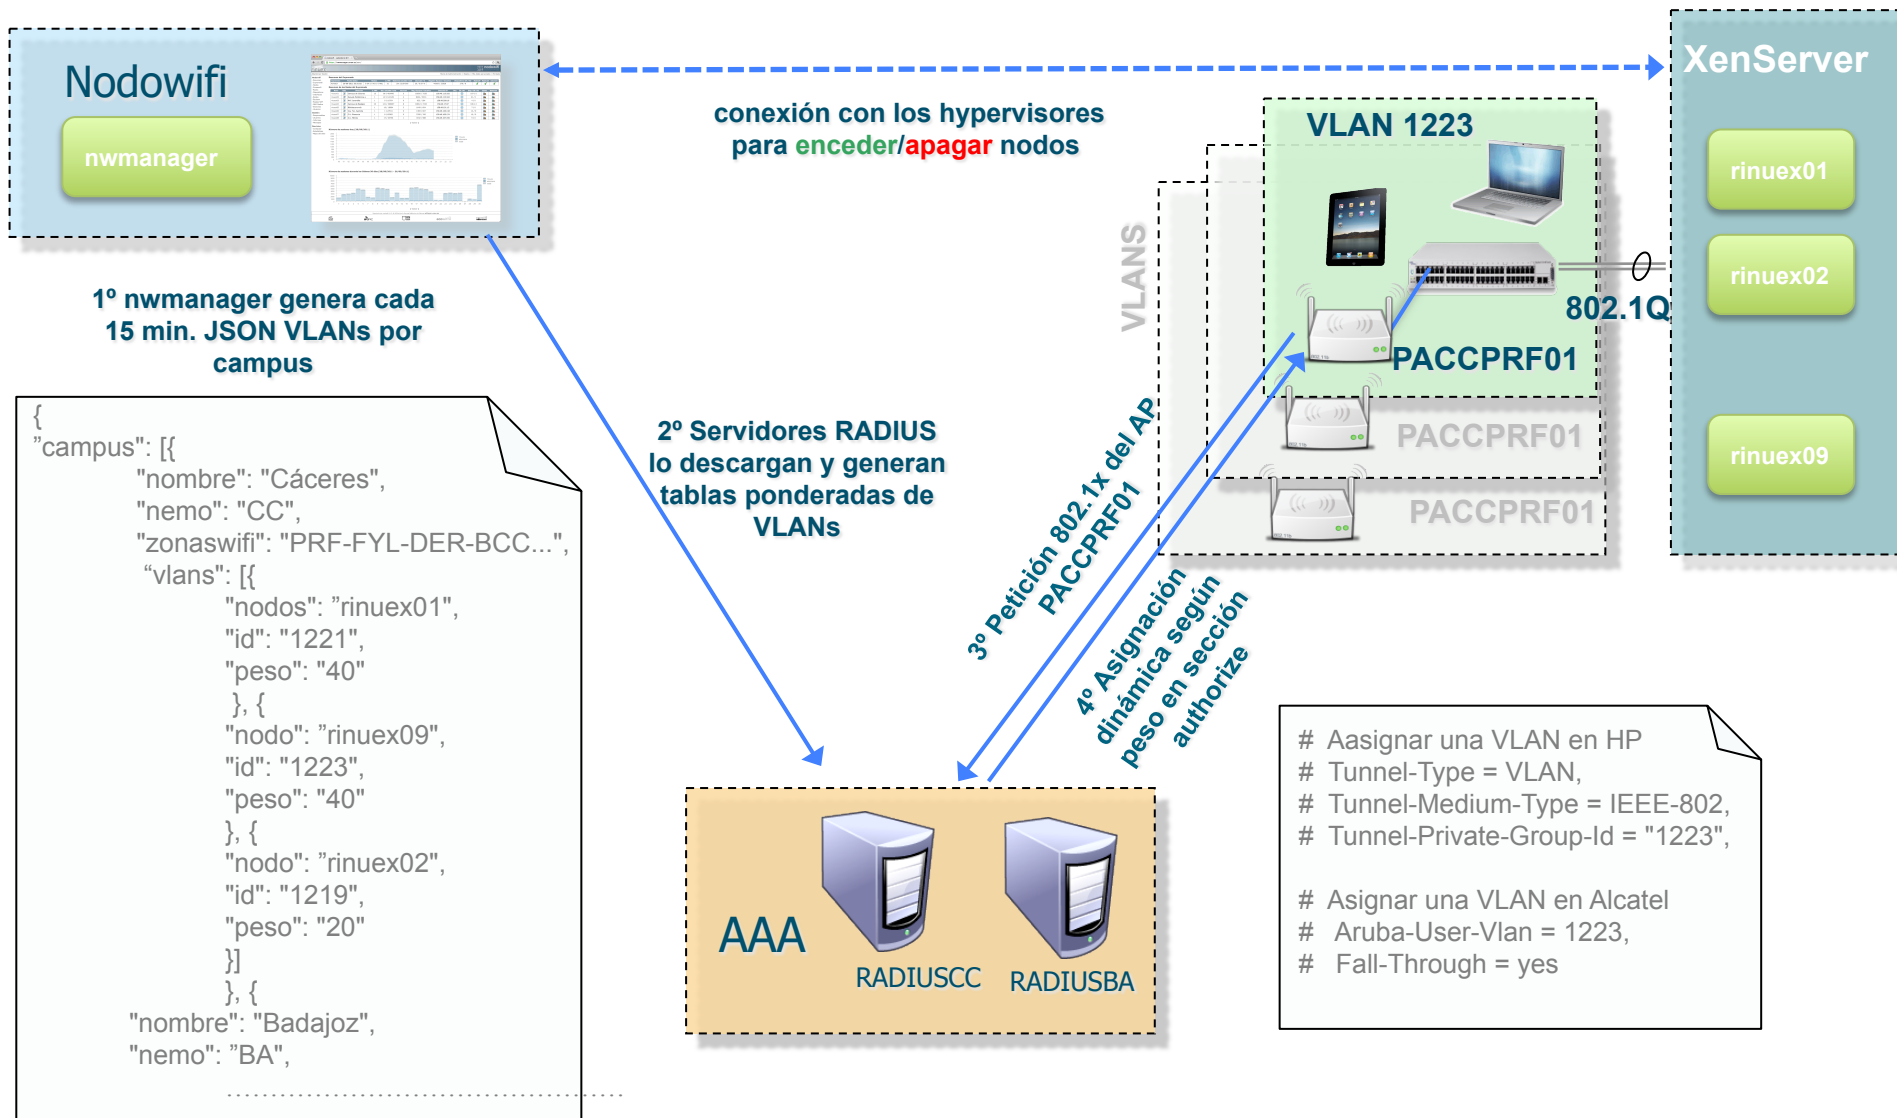 Nodowifi
nwmanager
conexión con los hypervisores
para enceder/apagar nodos
XenServer
rinuex01
rinuex02
rinuex09
VLAN 1223
VLANS
802.1Q
PACCPRF01
PACCPRF01
PACCPRF01
1º nwmanager genera cada
15 min. JSON VLANs por
campus
{
”campus": [{
"nombre": "Cáceres",
"nemo": "CC",
"zonaswifi": "PRF-FYL-DER-BCC...",
“vlans": [{
"nodos": ”rinuex01",
"id": "1221",
"peso": "40"
}, {
"nodo": ”rinuex09",
"id": "1223",
"peso": "40"
}, {
"nodo": ”rinuex02",
"id": "1219",
"peso": "20"
}]
}, {
"nombre": "Badajoz",
"nemo": ”BA",
............................................
2º Servidores RADIUS
lo descargan y generan
tablas ponderadas de
VLANs
3º Petición 802.1x del AP
PACCPRF01
4º Asignación
dinámica según
peso en sección
authorize
AAA
RADIUSCC
RADIUSBA
# Aasignar una VLAN en HP
# Tunnel-Type = VLAN,
# Tunnel-Medium-Type = IEEE-802,
# Tunnel-Private-Group-Id = "1223",
# Asignar una VLAN en Alcatel
# Aruba-User-Vlan = 1223,
# Fall-Through = yes